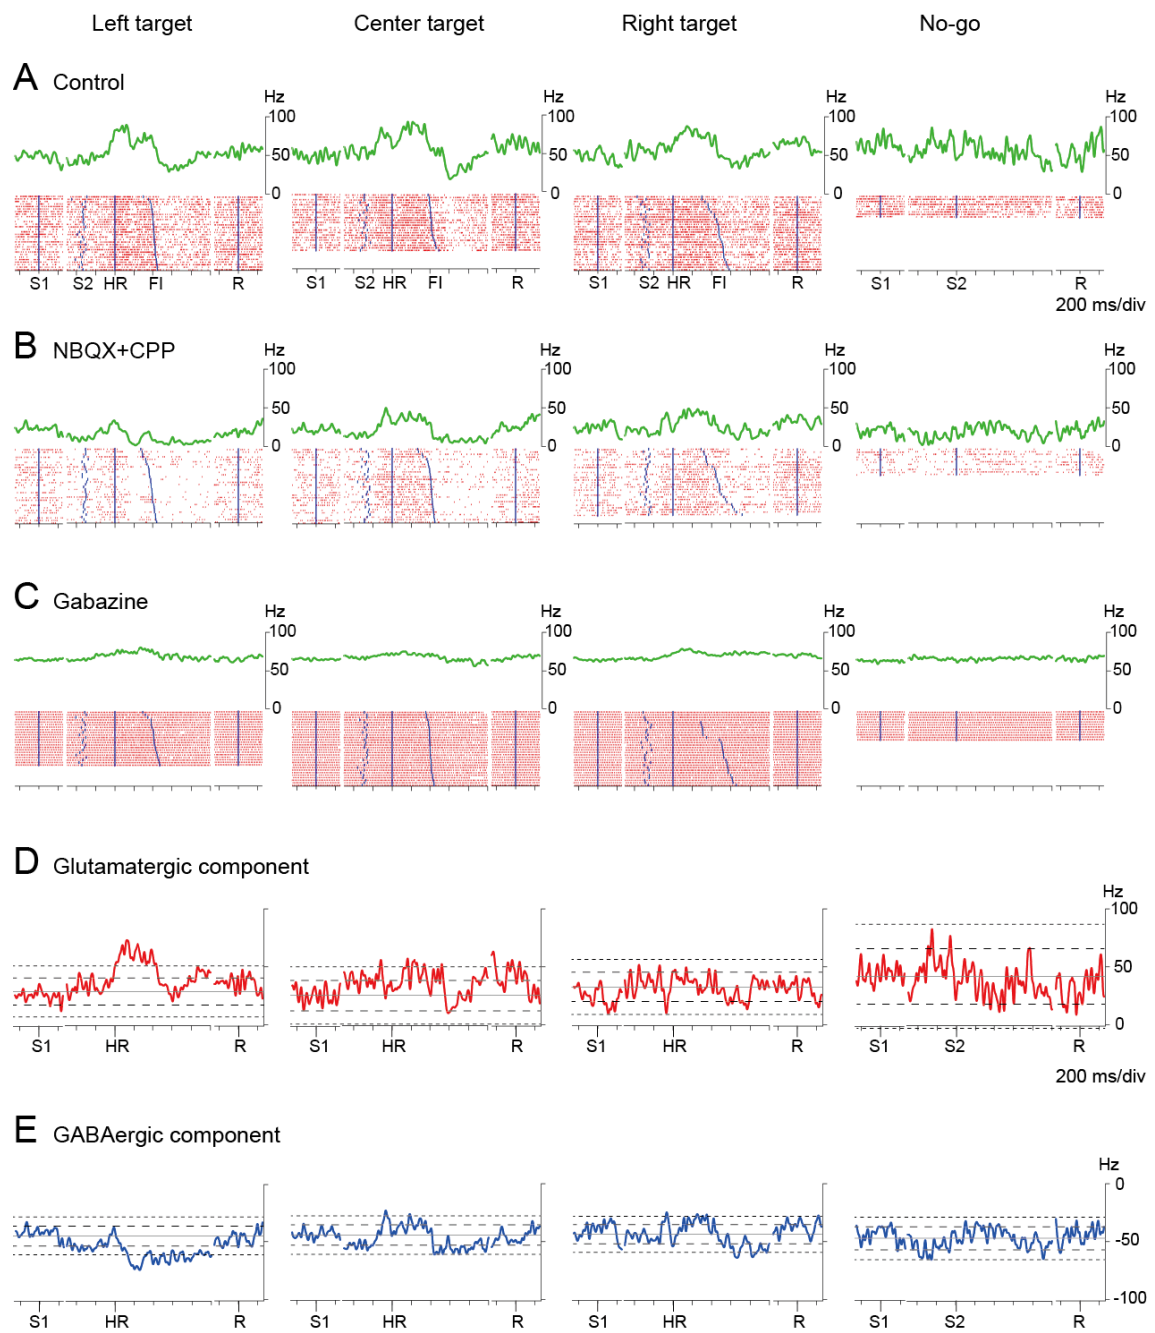 Left target Center target Right target No-go
A Control
Hz Hz Hz Hz
100 100 100 100
50 50 50 50
0 0 0 0
S1 S2 HR FI R S1 S2 HR FI R S1 S2 HR FI R S1 S2 R
200 ms/div
B NBQX+CPP
Hz Hz Hz Hz
100 100 100 100
50 50 50 50
0 0 0 0
C Gabazine
Hz Hz Hz Hz
100 100 100 100
50 50 50 50
0 0 0 0
D Glutamatergic component
Hz
100
50
0
S1 HR R S1 HR R S1 HR R S1 S2 R
200 ms/div
E GABAergic component
Hz
0
-50
-100
S1 HR R S1 HR R S1 HR R S1 S2 R